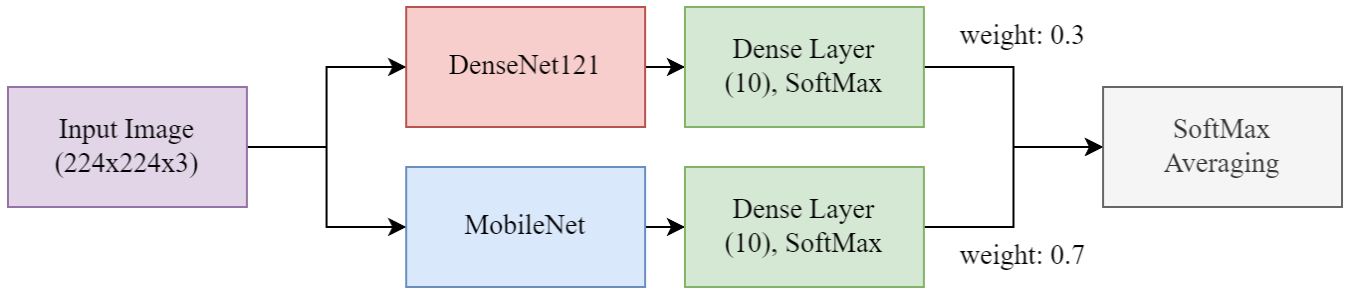 Input Image
(224x224x3)
DenseNet121
Dense Layer
(10), SoftMax
weight: 0.3
MobileNet
Dense Layer
(10), SoftMax
weight: 0.7
SoftMax
Averaging